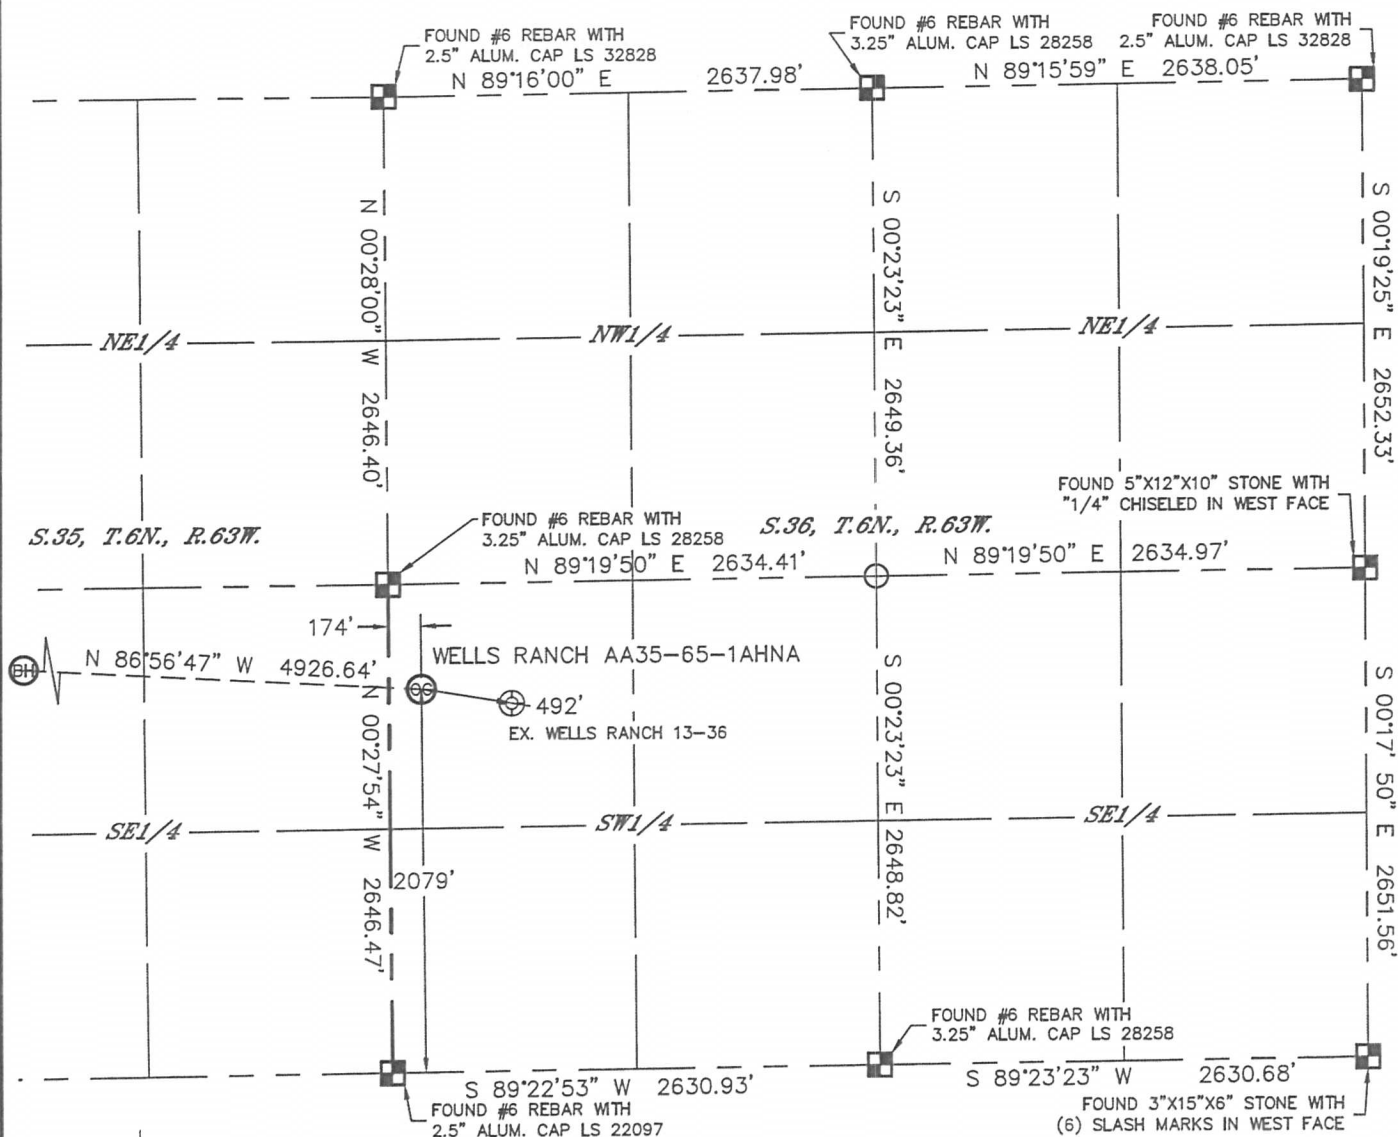 FOUND #6 REBAR WITH
2.5" ALUM. CAP LS 32828
FOUND #6 REBAR WITH
3.25" ALUM. CAP LS 28258
FOUND #6 REBAR WITH
2.5" ALUM. CAP LS 32828
N 89°16'00" E 2637.98'
N 89°15'59" E 2638.05'
N 00°28'00" W 2646.40'
S 00°23'23" E 2649.36'
S 00°19'25" E 2652.33'
NE1/4
NW1/4
NE1/4
FOUND 5"X12"X10" STONE WITH
"1/4" CHISELED IN WEST FACE
S.35, T.6N., R.63W.
FOUND #6 REBAR WITH
3.25" ALUM. CAP LS 28258
S.36, T.6N., R.63W.
N 89°19'50" E 2634.41'
N 89°19'50" E 2634.97'
174'
WELLS RANCH AA35-65-1AHNA
BH
N 86°56'47" W 4926.64'
OG
492'
EX. WELLS RANCH 13-36
N 00°27'54" W 2646.47'
S 00°23'23" E 2648.82'
S 00°17'50" E 2651.56'
SE1/4
SW1/4
SE1/4
2079'
FOUND #6 REBAR WITH
3.25" ALUM. CAP LS 28258
S 89°22'53" W 2630.93'
S 89°23'23" W 2630.68'
FOUND #6 REBAR WITH
2.5" ALUM. CAP LS 22097
FOUND 3"X15"X6" STONE WITH
(6) SLASH MARKS IN WEST FACE